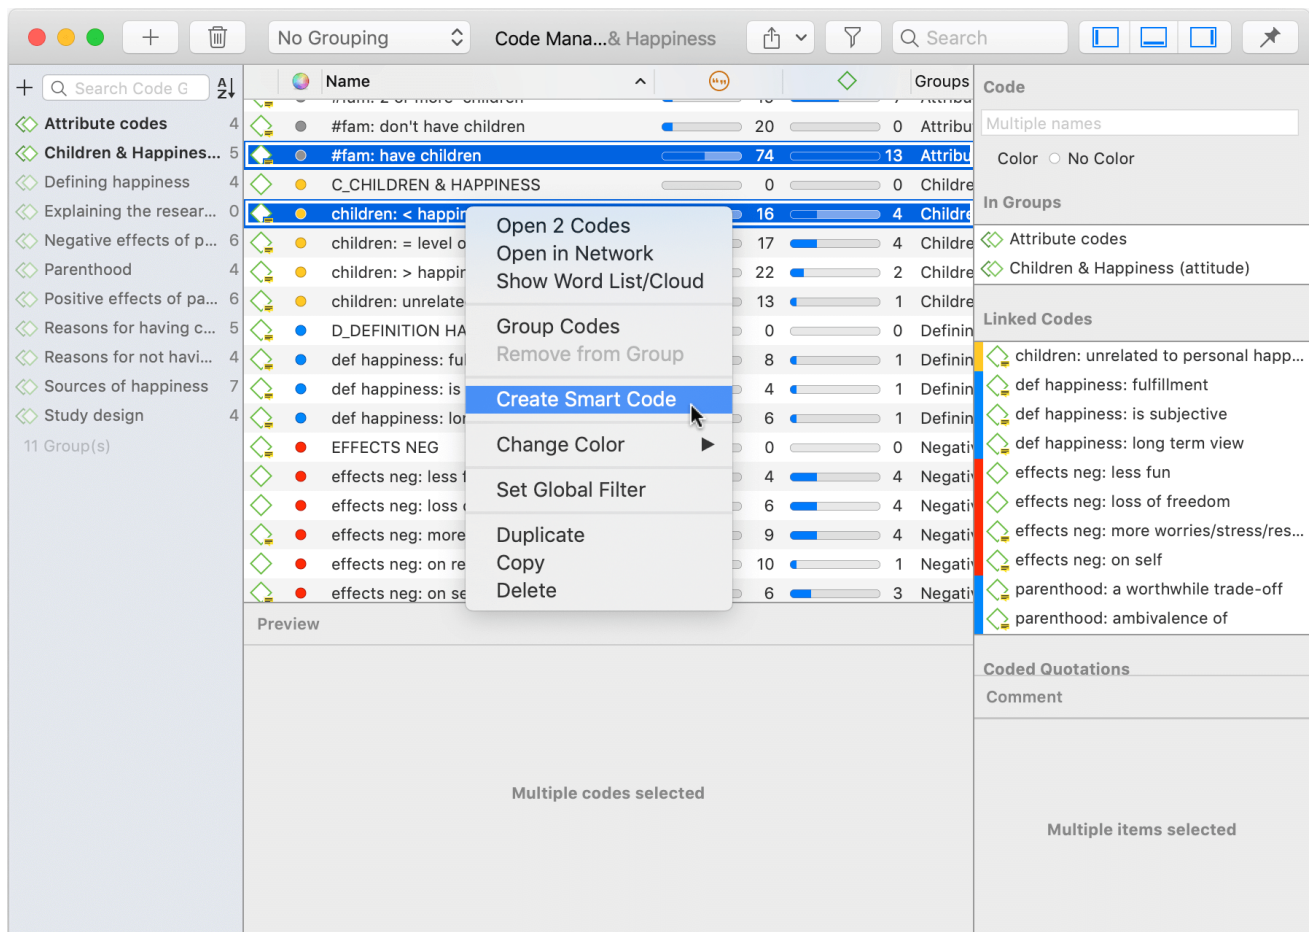 No Grouping
Code Mana...& Happiness
Search
Search Code G
A
Z
Attribute codes 4
Children & Happines... 5
Defining happiness 4
Explaining the resear... 0
Negative effects of p... 6
Parenthood 4
Positive effects of pa... 6
Reasons for having c... 5
Reasons for not havi... 4
Sources of happiness 7
Study design 4
11 Group(s)
Name Groups
#fam: 2 or more children
#fam: don't have children 20 0 Attribu
#fam: have children 74 13 Attribu
C_CHILDREN & HAPPINESS 0 0 Childre
children: < happin 16 4 Childre
children: = level o 17 4 Childre
children: > happir 22 2 Childre
children: unrelate 13 1 Childre
D_DEFINITION HA 0 0 Definin
def happiness: ful 8 1 Definin
def happiness: is 4 1 Definin
def happiness: lor 6 1 Definin
EFFECTS NEG 0 0 Negati
effects neg: less f 4 4 Negati
effects neg: loss 6 4 Negati
effects neg: more 9 4 Negati
effects neg: on re 10 1 Negati
effects neg: on se 6 3 Negati
Open 2 Codes
Open in Network
Show Word List/Cloud
Group Codes
Remove from Group
Create Smart Code
Change Color
Set Global Filter
Duplicate
Copy
Delete
Preview
Multiple codes selected
Code
Multiple names
Color No Color
In Groups
Attribute codes
Children & Happiness (attitude)
Linked Codes
children: unrelated to personal happ...
def happiness: fulfillment
def happiness: is subjective
def happiness: long term view
effects neg: less fun
effects neg: loss of freedom
effects neg: more worries/stress/res...
effects neg: on self
parenthood: a worthwhile trade-off
parenthood: ambivalence of
Coded Quotations
Comment
Multiple items selected